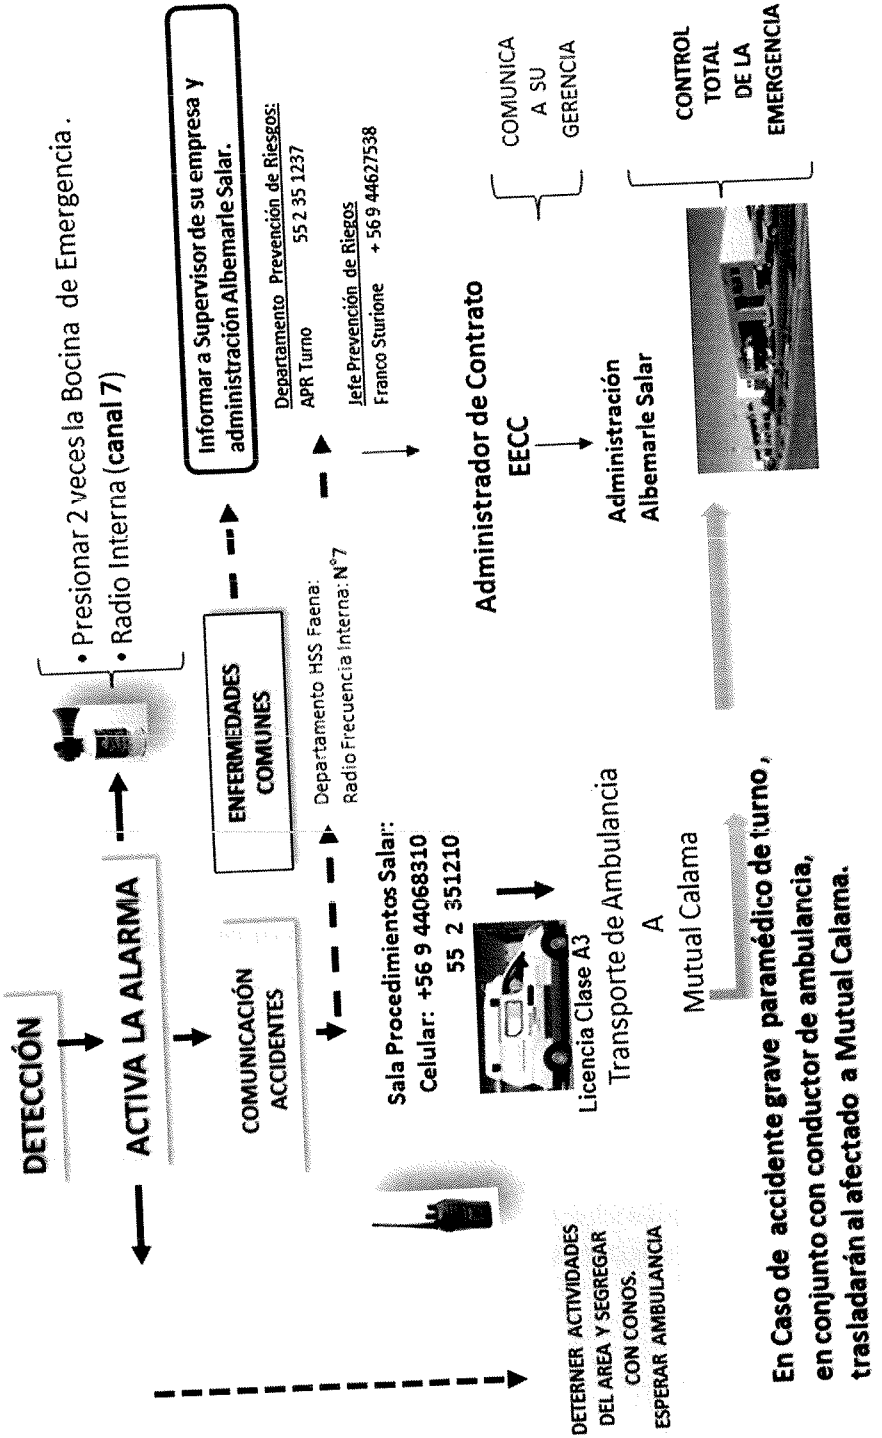 DETECCIÓN
ACTIVA LA ALARMA
• Presionar 2 veces la Bocina de Emergencia.
• Radio Interna (canal 7)
COMUNICACIÓN
ACCIDENTES
ENFERMEDADES
COMUNES
Informar a Supervisor de su empresa y
administración Albemarle Salar.
Departamento Prevención de Riesgos:
APR Turno 55 2 35 1237
Jefe Prevención de Riegos
Franco Sturione + 56 9 44627538
Departamento HSS Faena:
Radio Frecuencia Interna: N°7
Sala Procedimientos Salar:
Celular: +56 9 44068310
55 2 351210
Licencia Clase A3
Transporte de Ambulancia
A
Mutual Calama
Administrador de Contrato
EECC
COMUNICA
A SU
GERENCIA
Administración
Albemarle Salar
CONTROL
TOTAL
DE LA
EMERGENCIA
DETERNER ACTIVIDADES
DEL AREA Y SEGREGAR
CON CONOS.
ESPERAR AMBULANCIA
En Caso de accidente grave paramédico de turno,
en conjunto con conductor de ambulancia,
trasladarán al afectado a Mutual Calama.